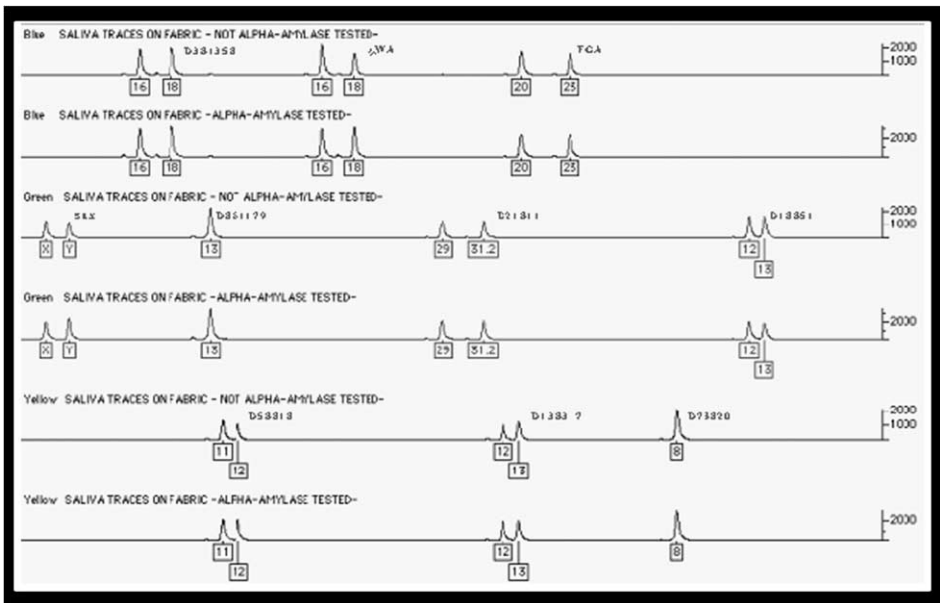 Blue SALIVA TRACES ON FABRIC - NOT ALPHA-AMYLASE TESTED-
D3S1358 vWA FGA
2000
1000
16 18 16 18 20 23
Blue SALIVA TRACES ON FABRIC -ALPHA-AMYLASE TESTED-
2000
16 18 16 18 20 23
Green SALIVA TRACES ON FABRIC - NOT ALPHA-AMYLASE TESTED-
D21S11 D18S51
2000
1000
X Y 13 29 31.2 12
13
Green SALIVA TRACES ON FABRIC -ALPHA-AMYLASE TESTED-
2000
X Y 13 29 31.2 12
13
Yellow SALIVA TRACES ON FABRIC - NOT ALPHA-AMYLASE TESTED-
D5S818 D7S820
2000
1000
11 12 8
12 13
Yellow SALIVA TRACES ON FABRIC -ALPHA-AMYLASE TESTED-
2000
11 12 8
12 13